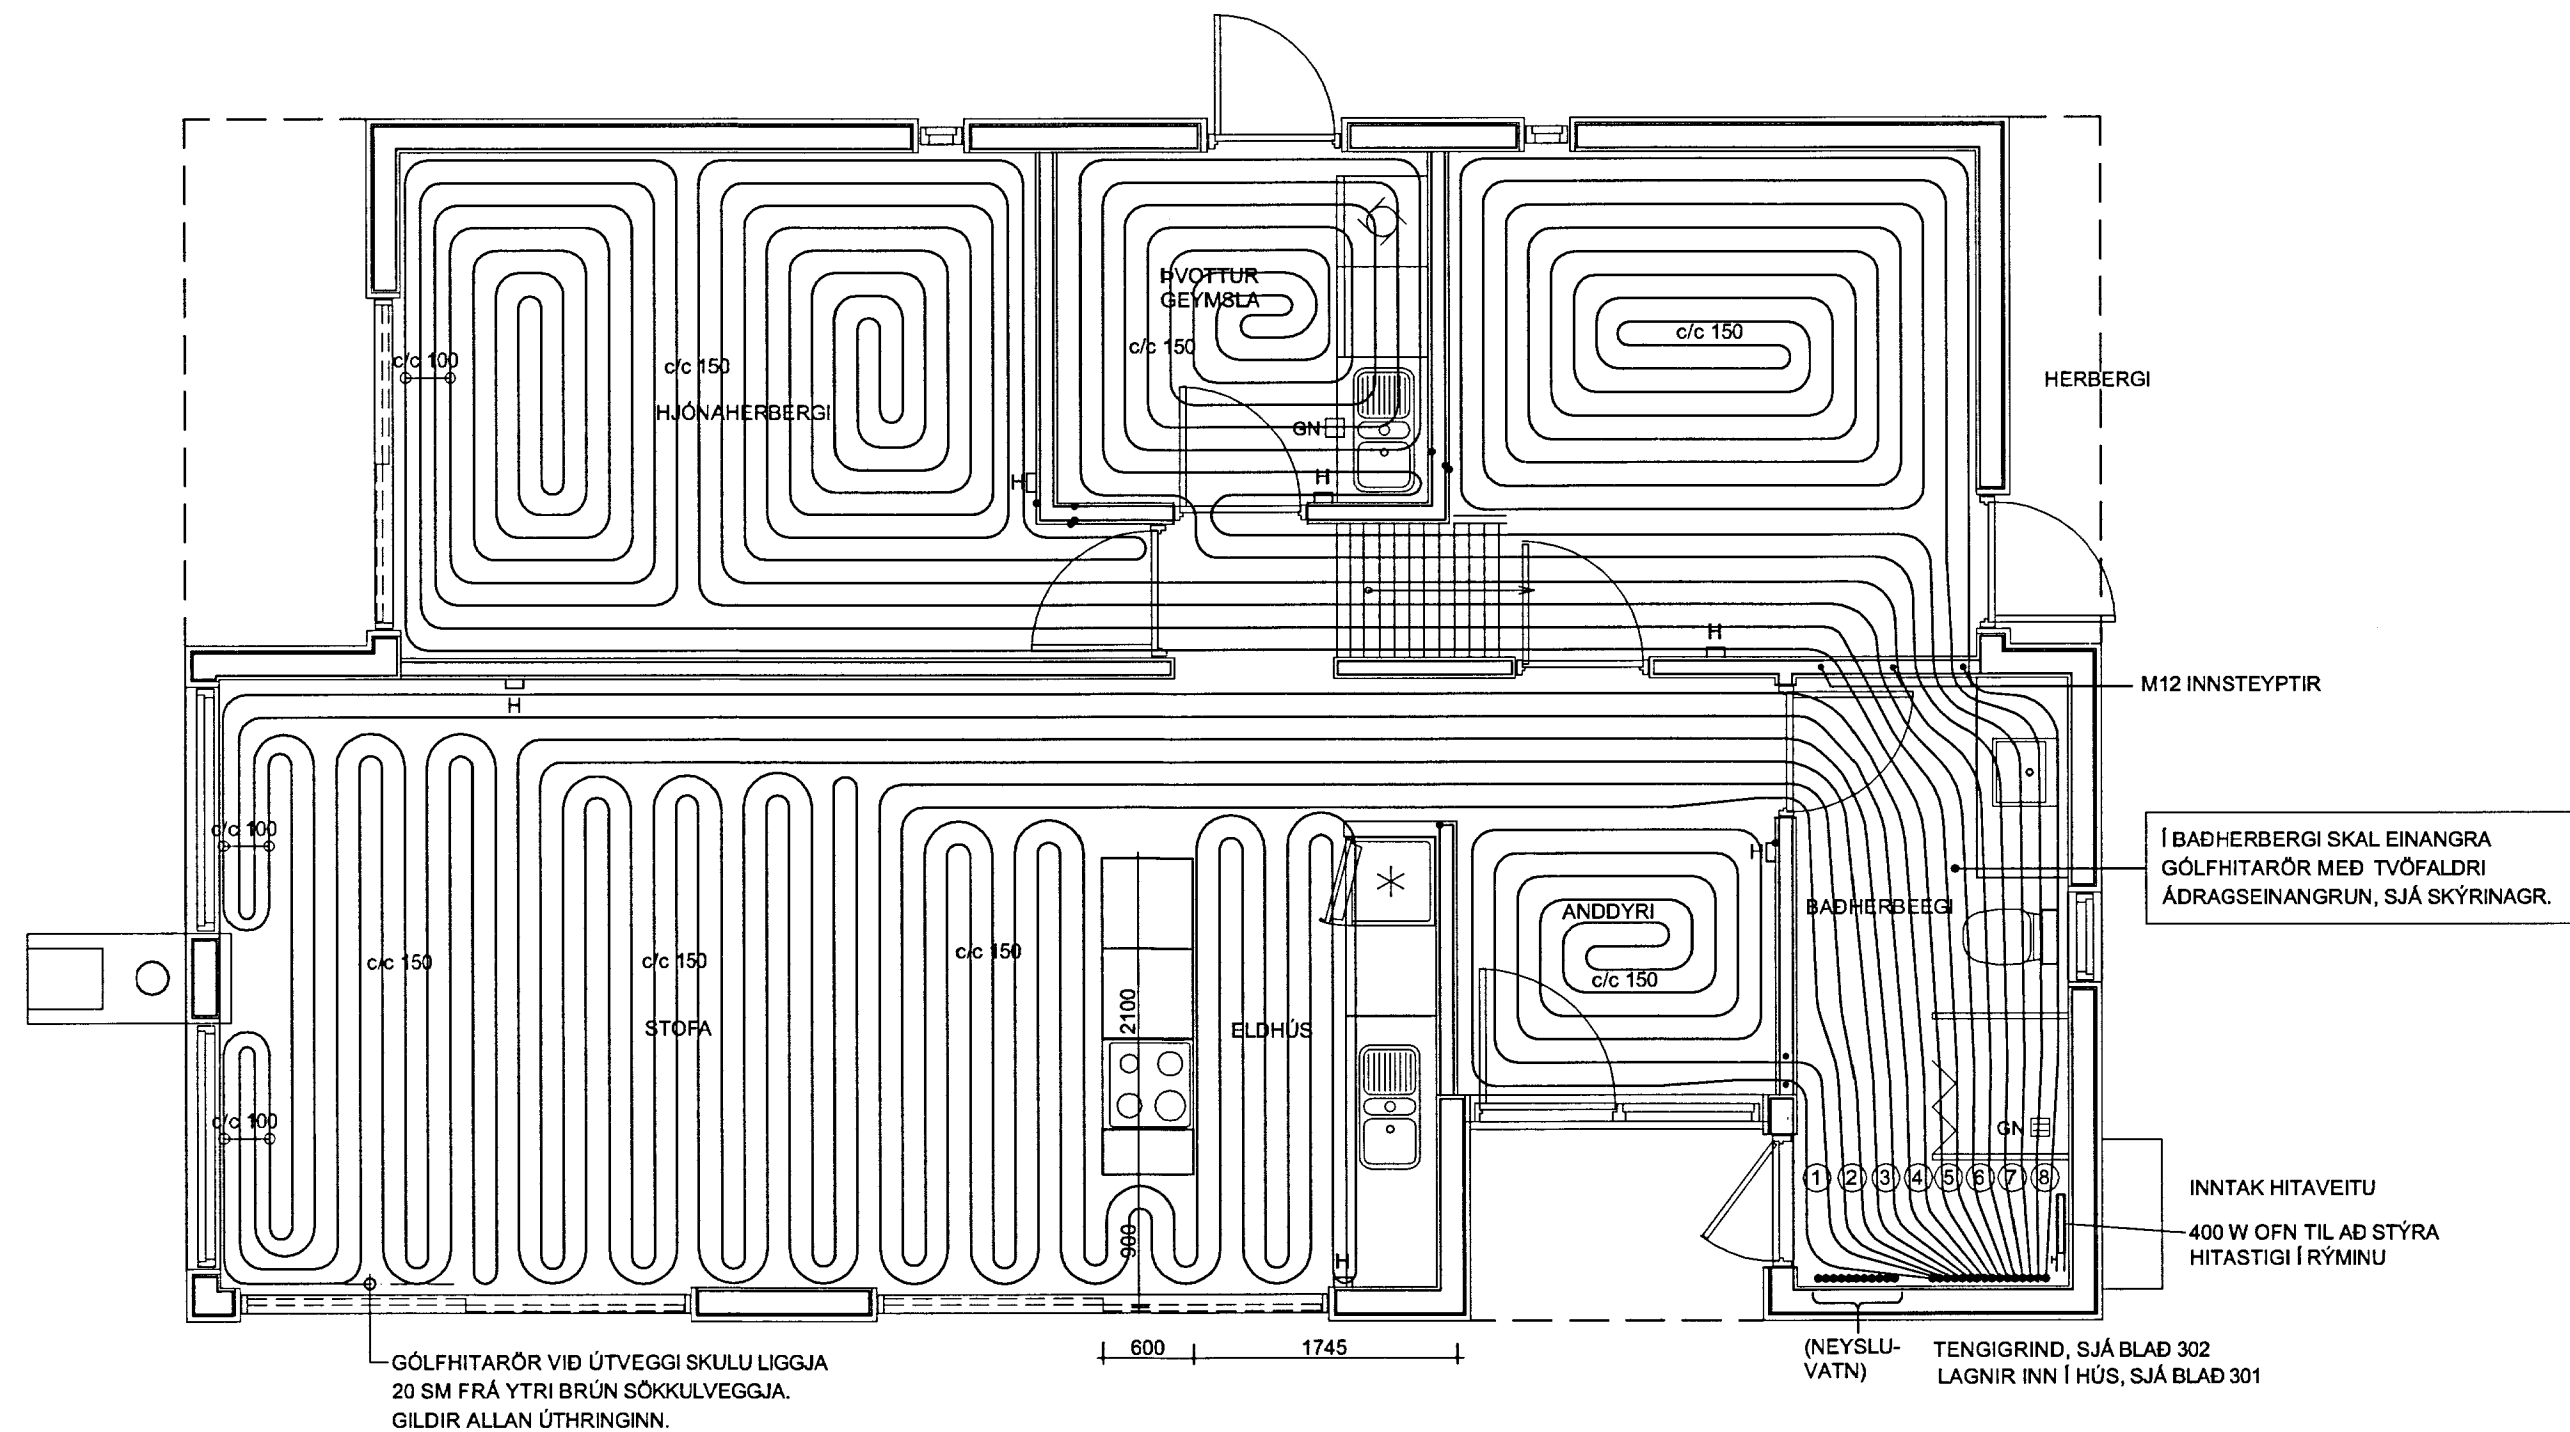 ÞVOTTUR
GEYMSLA
c/c 150
c/c 150
c/c 100
c/c 150
HJÓNAHERBERGI
HERBERGI
GN
H
H
H
M12 INNSTEYPTIR
H
c/c 100
Í BAÐHERBERGI SKAL EINANGRA
GÓLFHITARÖR MEÐ TVÖFALDRI
ÁDRAGSEINANGRUN, SJÁ SKÝRINAGR.
H
ANDDYRI
BAÐHERBEEGI
c/c 150
c/c 150
c/c 150
c/c 150
2100
STOFA
ELDHÚS
c/c 100
GN
1 2 3 4 5 6 7 8
INNTAK HITAVEITU
900
400 W OFN TIL AÐ STÝRA
HITASTIGI Í RÝMINU
H
H
600
1745
(NEYSLU-
VATN)
TENGIGRIND, SJÁ BLAÐ 302
LAGNIR INN Í HÚS, SJÁ BLAÐ 301
GÓLFHITARÖR VIÐ ÚTVEGGI SKULU LIGGJA
20 SM FRÁ YTRI BRÚN SÖKKULVEGGJA.
GILDIR ALLAN ÚTHRINGINN.